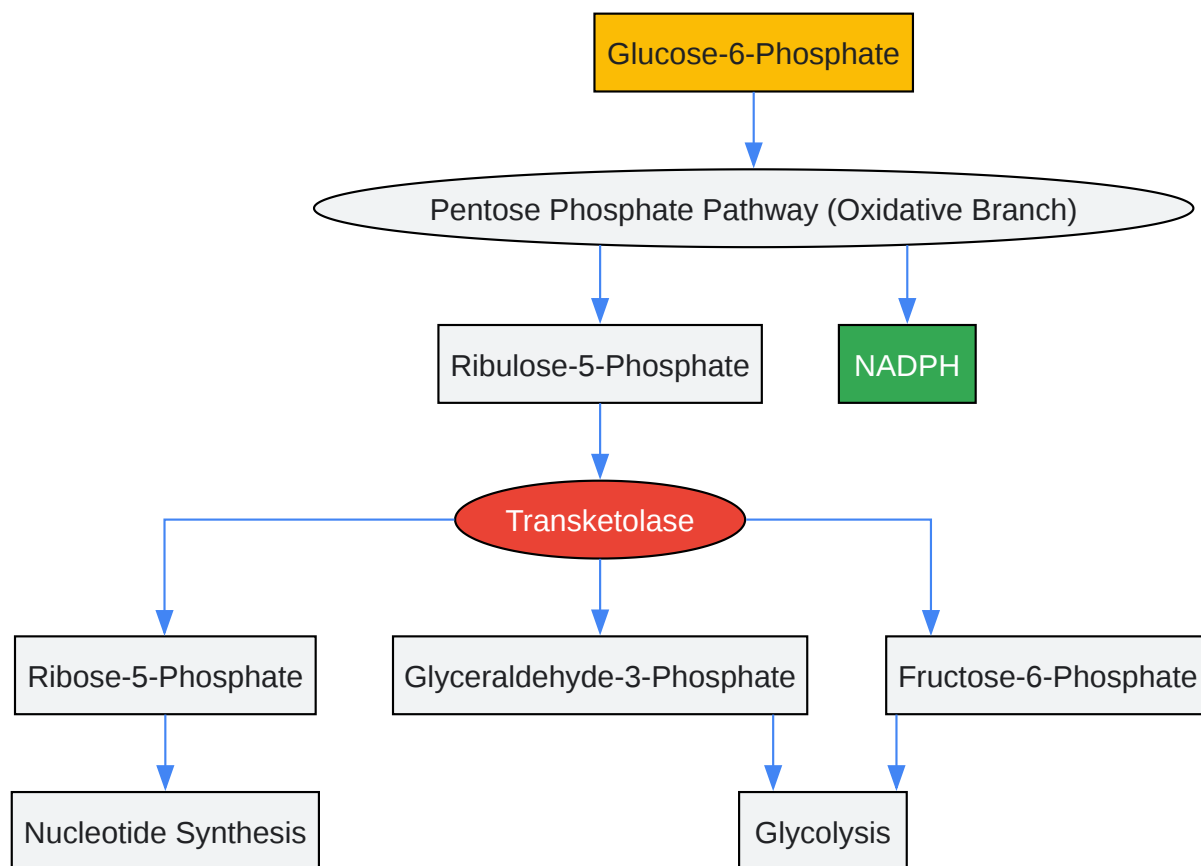 Glucose-6-Phosphate
Pentose Phosphate Pathway (Oxidative Branch)
Ribulose-5-Phosphate
NADPH
Transketolase
Ribose-5-Phosphate
Glyceraldehyde-3-Phosphate
Fructose-6-Phosphate
Nucleotide Synthesis
Glycolysis